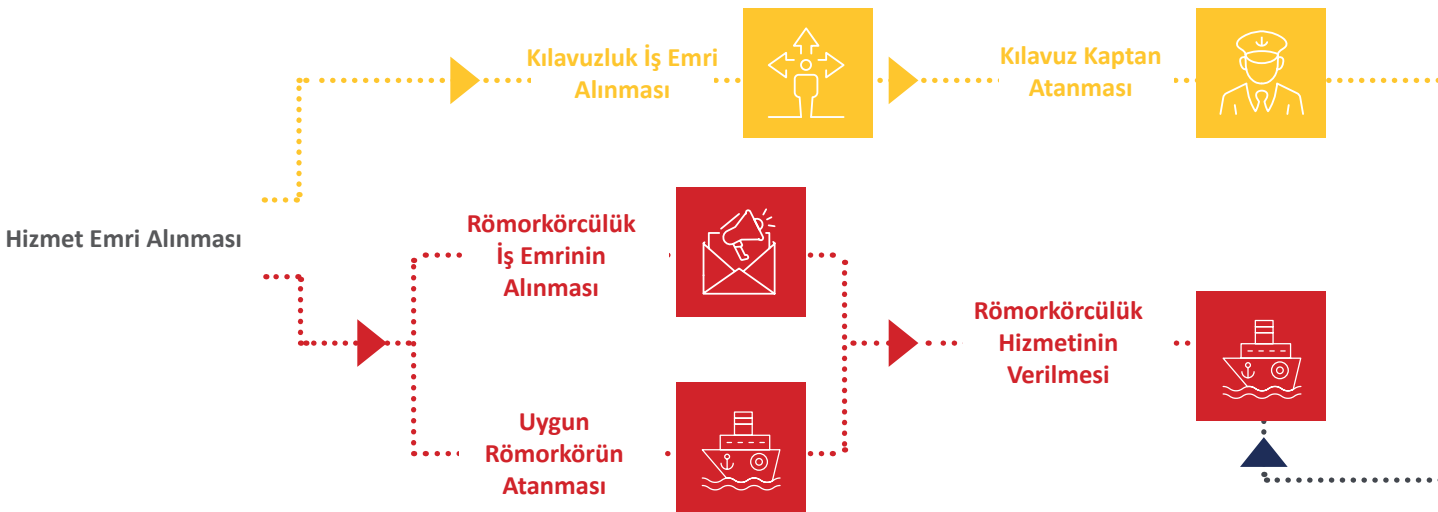 Kılavuzluk İş Emri
Alınması
Kılavuz Kaptan
Atanması
Hizmet Emri Alınması
Römorkörcülük
İş Emrinin
Alınması
Römorkörcülük
Hizmetinin
Verilmesi
Uygun
Römorkörün
Atanması